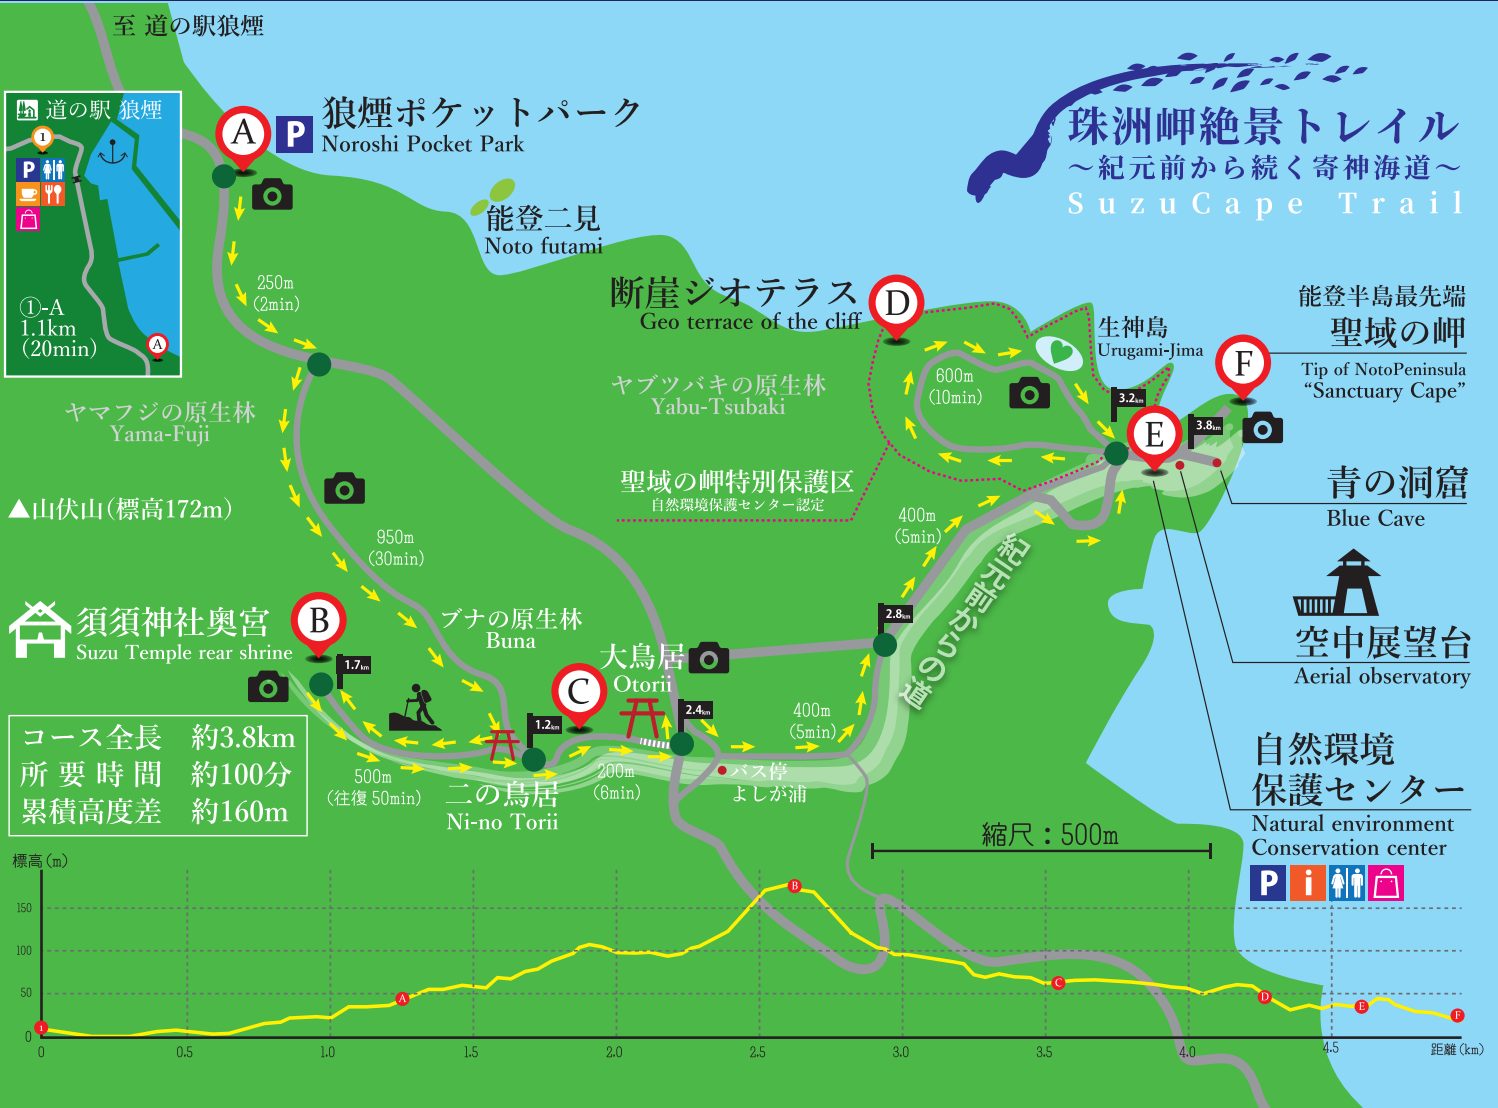 至 道の駅狼煙
道の駅 狼煙
1
P
①-A
1.1km
(20min)
A
A
P
狼煙ポケットパーク
Noroshi Pocket Park
能登二見
Noto futami
珠洲岬絶景トレイル
～紀元前から続く寄神海道～
SuzuCape Trail
250m
(2min)
断崖ジオテラス
Geo terrace of the cliff
D
生神島
Urugami-Jima
能登半島最先端
聖域の岬
F
Tip of NotoPeninsula
“Sanctuary Cape”
ヤマフジの原生林
Yama-Fuji
ヤブツバキの原生林
Yabu-Tsubaki
600m
(10min)
3.2km
3.8km
E
聖域の岬特別保護区
自然環境保護センター認定
青の洞窟
Blue Cave
▲山伏山(標高172m)
950m
(30min)
400m
(5min)
紀元前からの道
須須神社奥宮
Suzu Temple rear shrine
B
1.7km
ブナの原生林
Buna
大鳥居
Otorii
C
2.8km
空中展望台
Aerial observatory
1.2km
2.4km
400m
(5min)
コース全長 約3.8km
所要時間 約100分
累積高度差 約160m
500m
(往復 50min)
二の鳥居
Ni-no Torii
200m
(6min)
バス停
よしが浦
自然環境
保護センター
Natural environment
Conservation center
P i
縮尺：500m
標高(m)
150
100
50
0
1
A
B
C
D
E
F
0 0.5 1.0 1.5 2.0 2.5 3.0 3.5 4.0 4.5 距離(km)